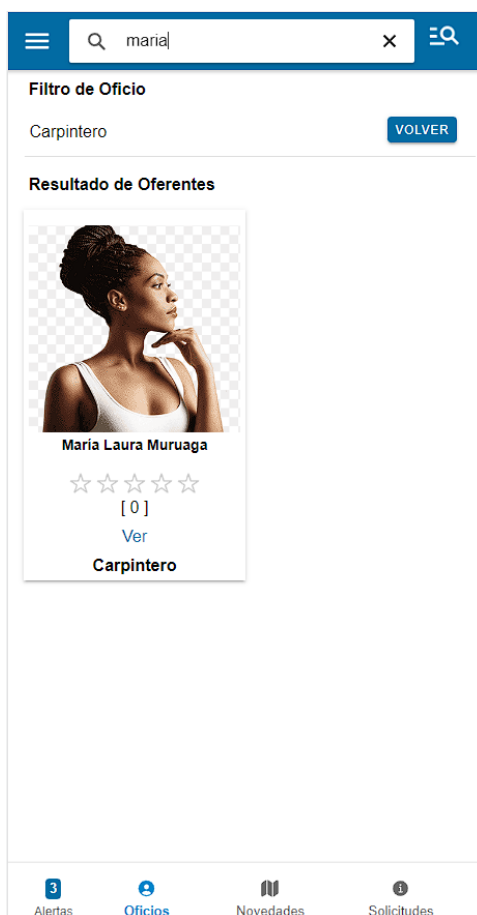 maria
Filtro de Oficio
Carpintero
VOLVER
Resultado de Oferentes
María Laura Muruaga
[ 0 ]
Ver
Carpintero
3
Alertas
Oficios
Novedades
Solicitudes